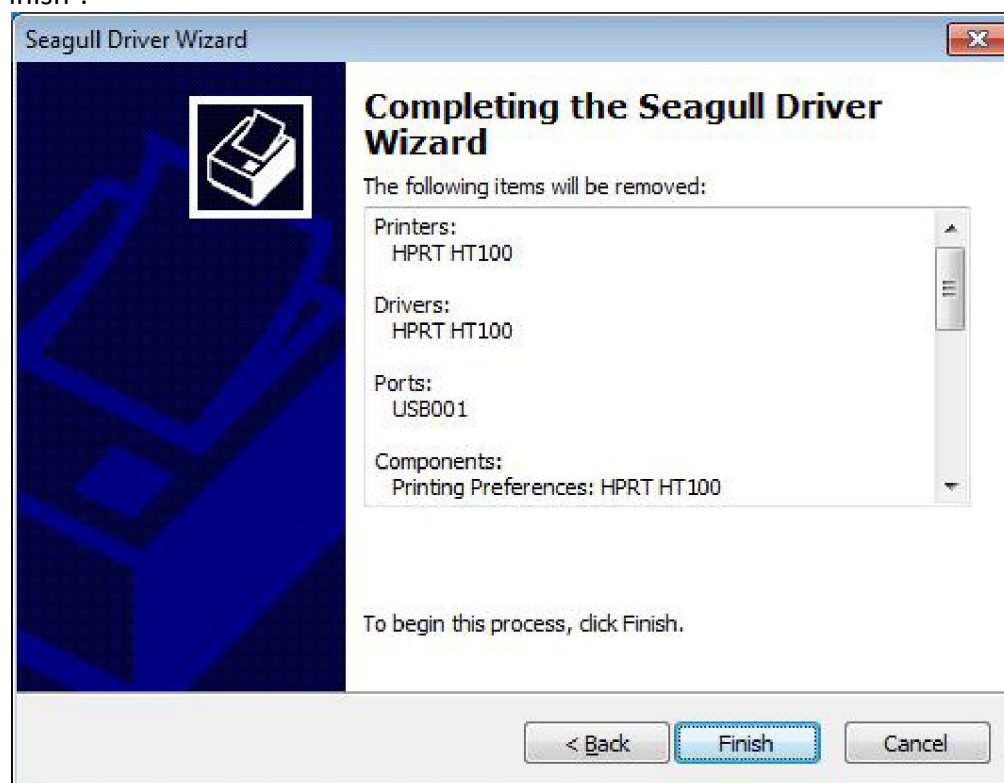 Seagull Driver Wizard
Completing the Seagull Driver
Wizard
The following items will be removed:
Printers:
HPRT HT100
Drivers:
HPRT HT100
Ports:
USB001
Components:
Printing Preferences: HPRT HT100
To begin this process, click Finish.
< Back
Finish
Cancel